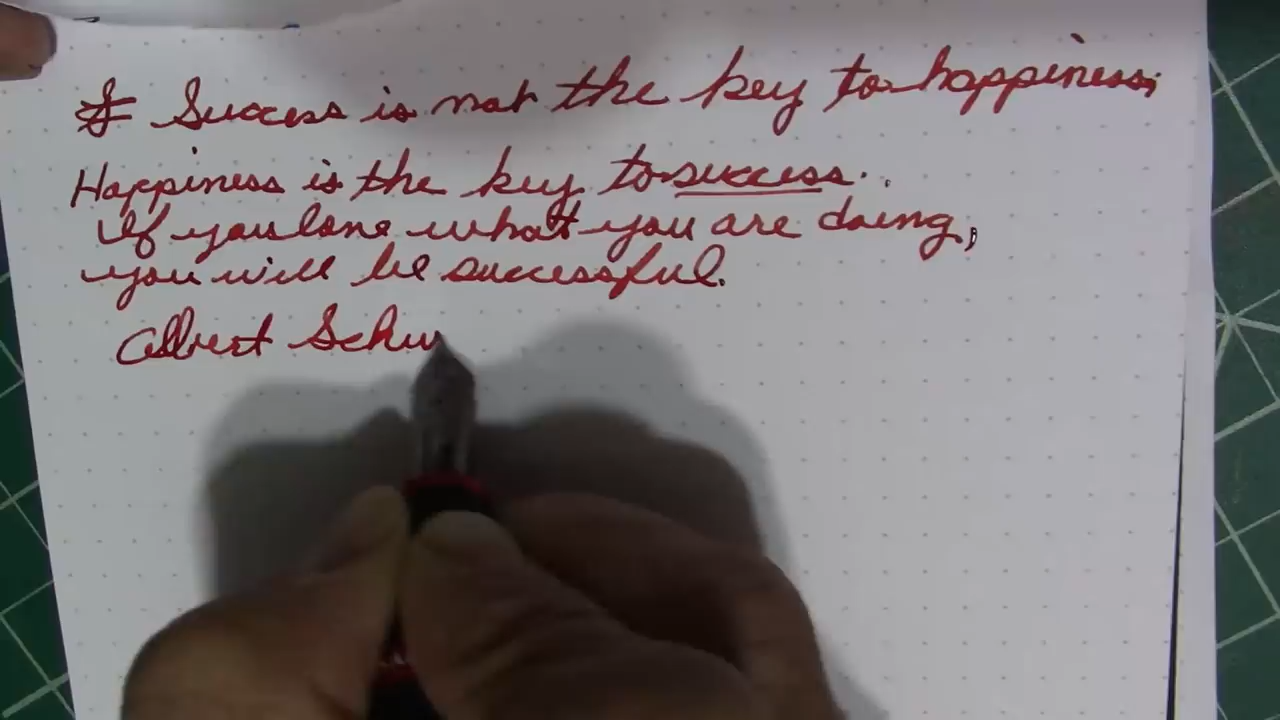 Success is not the key to happiness;
Happiness is the key to success.
If you love what you are doing,
you will be successful.
Albert Schw